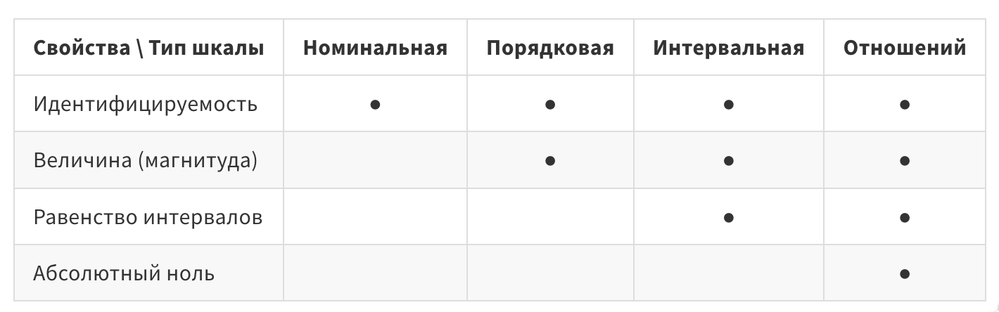 Свойства \ Тип шкалы Номинальная Порядковая Интервальная Отношений
Идентифицируемость ● ● ● ●
Величина (магнитуда) ● ● ●
Равенство интервалов ● ●
Абсолютный ноль ●